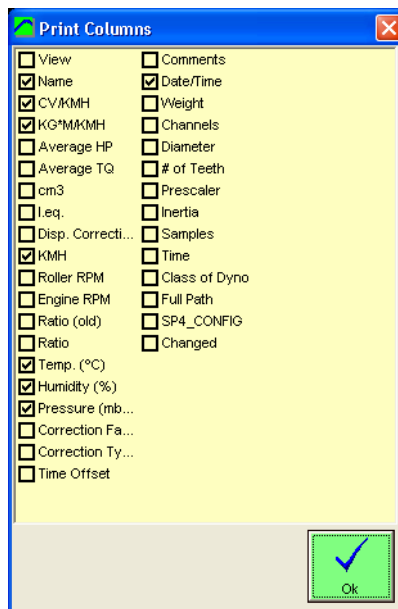 Print Columns
View
Name
CV/KMH
KG*M/KMH
Average HP
Average TQ
cm3
I.eq.
Disp. Correcti...
KMH
Roller RPM
Engine RPM
Ratio (old)
Ratio
Temp. (ºC)
Humidity (%)
Pressure (mb...
Correction Fa...
Correction Ty...
Time Offset
Comments
Date/Time
Weight
Channels
Diameter
# of Teeth
Prescaler
Inertia
Samples
Time
Class of Dyno
Full Path
SP4_CONFIG
Changed
Ok